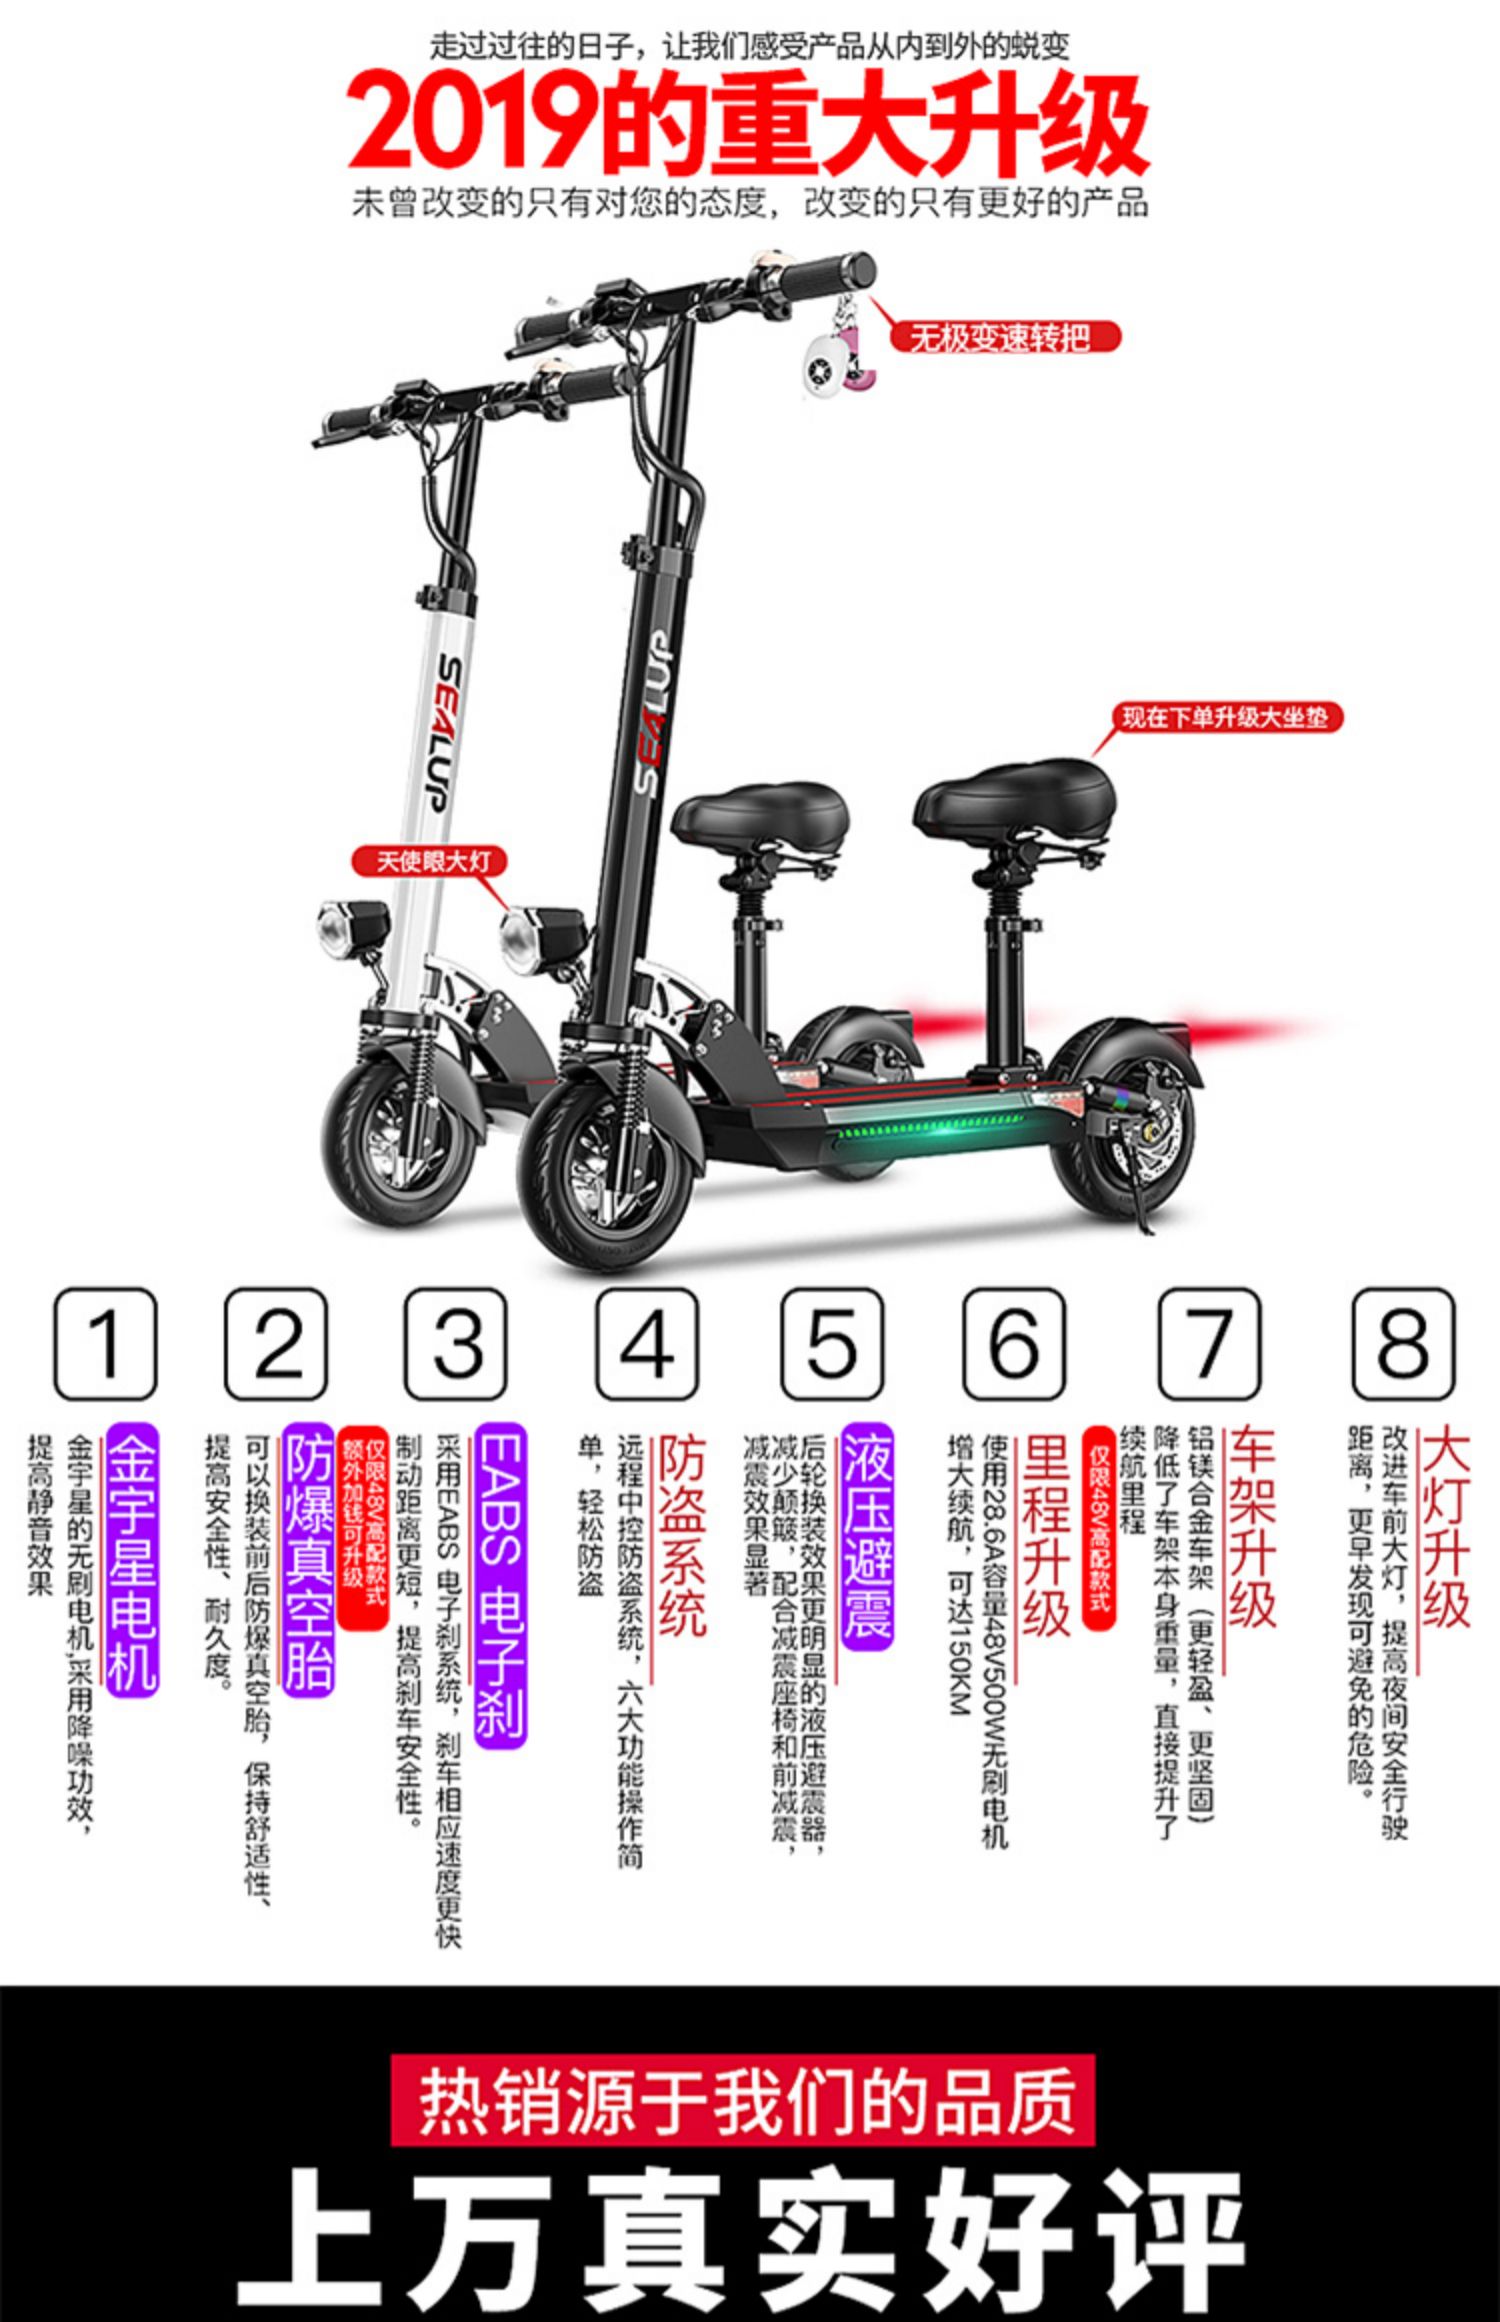 走过过往的日子，让我们感受产品从内到外的蜕变
2019的重大升级
未曾改变的只有对您的态度，改变的只有更好的产品
无极变速转把
SEALUP
SEALUP
现在下单升级大坐垫
天使眼大灯
1
金宇星电机
金宇星的无刷电机,采用降噪功效，
提高静音效果
2
防爆真空胎
可以换装前后防爆真空胎，保持舒适性、
提高安全性、耐久度。
仅限48V高配款式
额外加钱可升级
3
EABS 电子刹
采用EABS 电子刹系统，刹车相应速度更快
制动距离更短，提高刹车安全性。
4
防盗系统
远程中控防盗系统，六大功能操作简
单，轻松防盗
5
液压避震
后轮换装效果更明显的液压避震器，
减少颠簸，配合减震座椅和前减震，
减震效果显著
6
里程升级
使用28.6A容量48V500W无刷电机
增大续航，可达150KM
仅限48V高配款式
7
车架升级
铝镁合金车架（更轻盈、更坚固）
降低了车架本身重量，直接提升了
续航里程
8
大灯升级
改进车前大灯，提高夜间安全行驶
距离，更早发现可避免的危险。
热销源于我们的品质
上万真实好评